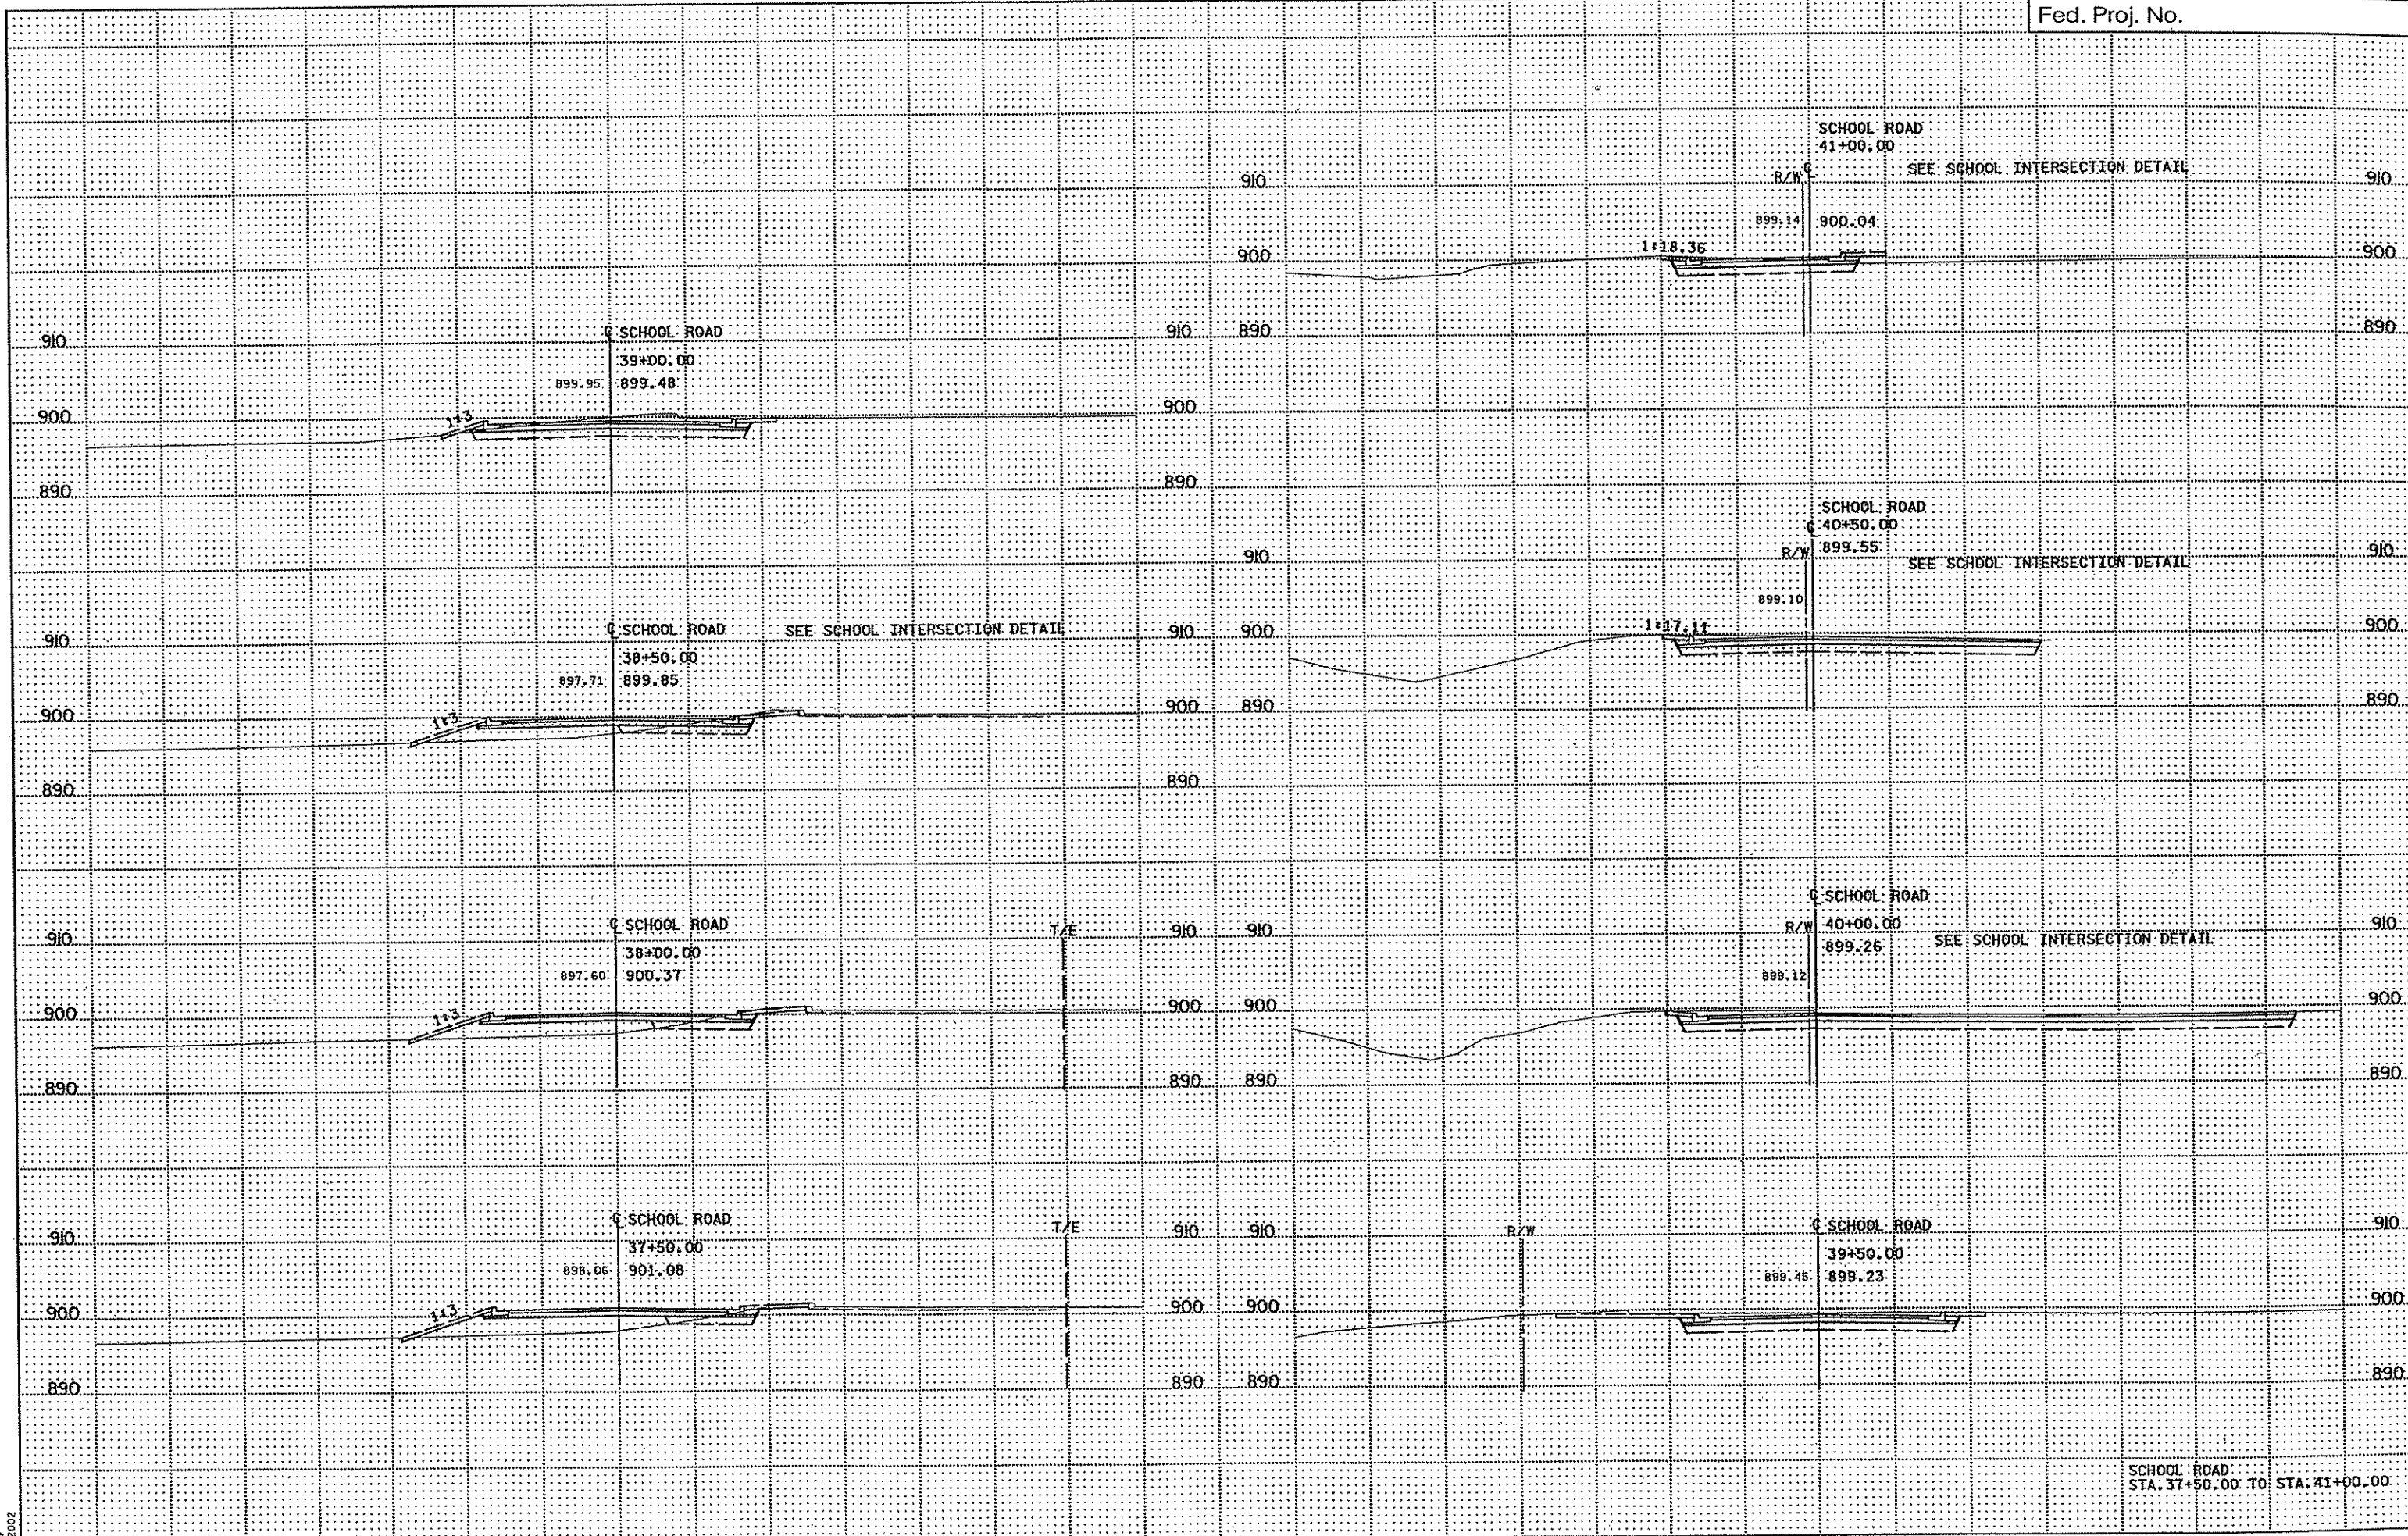 Fed. Proj. No.
910 910
℄ SCHOOL ROAD
39+00.00
899.95 899.48
900 1:3 900
890 890
℄ SCHOOL ROAD SEE SCHOOL INTERSECTION DETAIL
910 910
38+50.00
897.71 899.85
900 1:3 900
890 890
℄ SCHOOL ROAD
910 T/E 910
38+00.00
897.60 900.37
900 1:3 900
890 890
℄ SCHOOL ROAD
910 T/E 910
37+50.00
898.06 901.08
900 1:3 900
890 890
SCHOOL ROAD
41+00.00
910 R/W ℄ SEE SCHOOL INTERSECTION DETAIL 910
899.14 900.04
900 1:18.36 900
890 890
SCHOOL ROAD
℄ 40+50.00
910 R/W 899.55 SEE SCHOOL INTERSECTION DETAIL 910
899.10
900 1:17.11 900
890 890
℄ SCHOOL ROAD
910 R/W 40+00.00 910
899.26 SEE SCHOOL INTERSECTION DETAIL
899.12
900 900
890 890
910 R/W ℄ SCHOOL ROAD 910
39+50.00
899.45 899.23
900 900
890 890
SCHOOL ROAD
STA.37+50.00 TO STA.41+00.00
2002